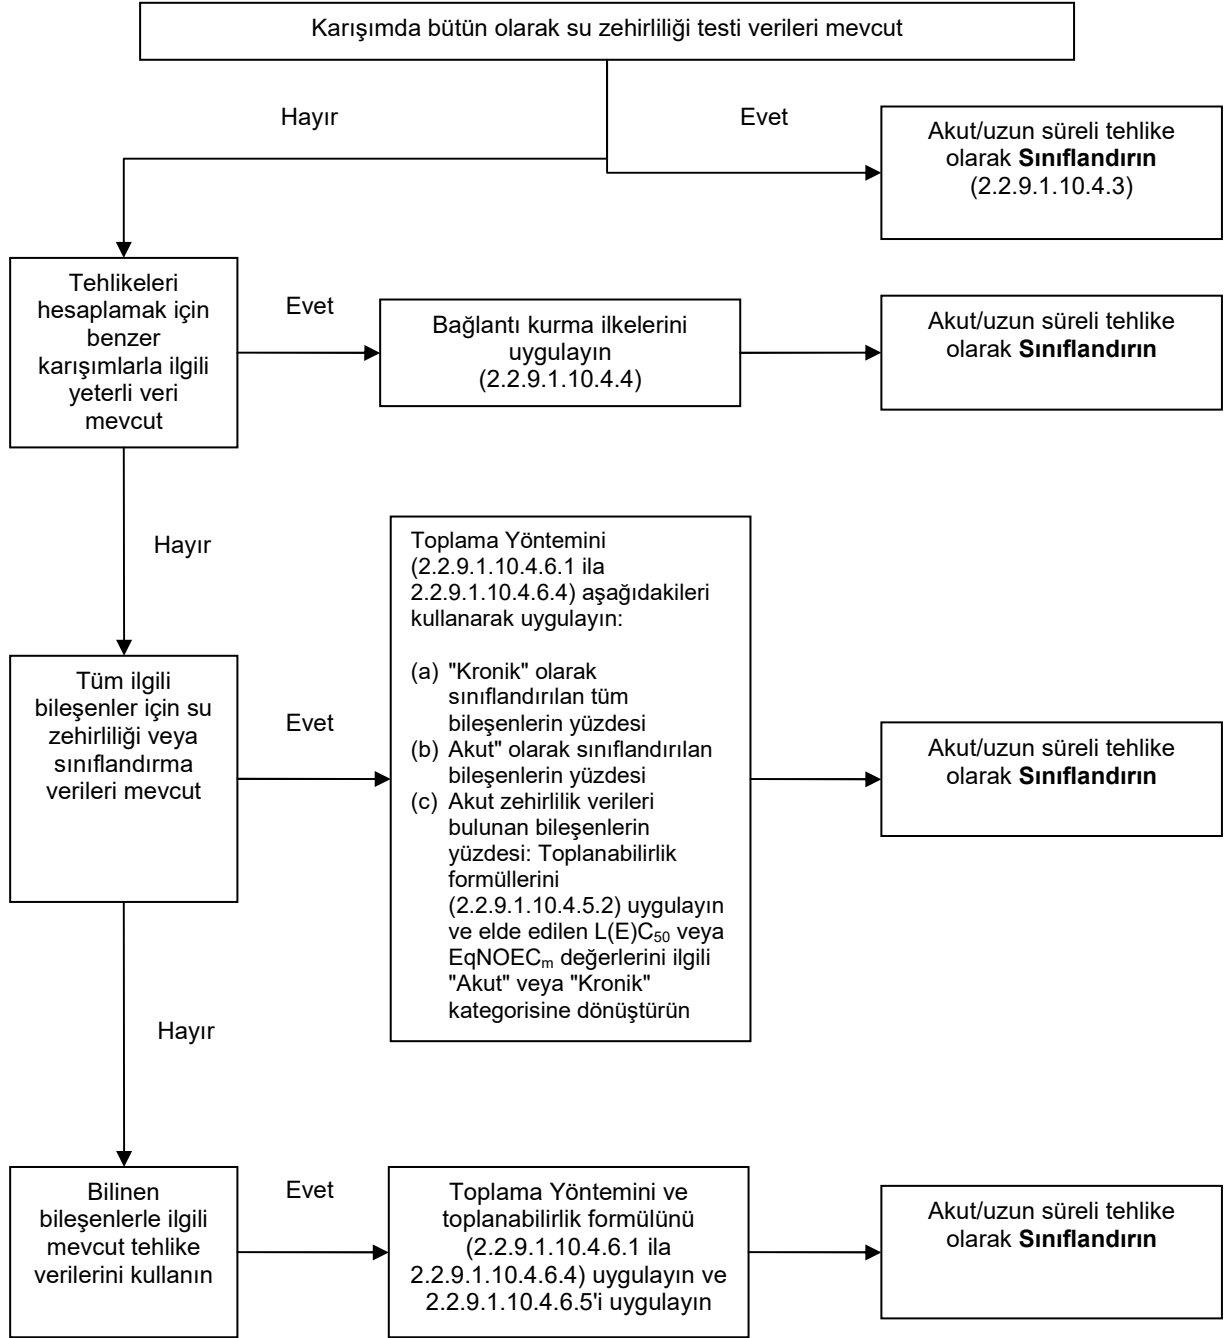 Karışımda bütün olarak su zehirliliği testi verileri mevcut
Hayır
Evet
Akut/uzun süreli tehlike
olarak Sınıflandırın
(2.2.9.1.10.4.3)
Tehlikeleri
hesaplamak için
benzer
karışımlarla ilgili
yeterli veri
mevcut
Evet
Bağlantı kurma ilkelerini
uygulayın
(2.2.9.1.10.4.4)
Akut/uzun süreli tehlike
olarak Sınıflandırın
Hayır
Tüm ilgili
bileşenler için su
zehirliliği veya
sınıflandırma
verileri mevcut
Evet
Toplama Yöntemini
(2.2.9.1.10.4.6.1 ila
2.2.9.1.10.4.6.4) aşağıdakileri
kullanarak uygulayın:
(a) "Kronik" olarak
sınıflandırılan tüm
bileşenlerin yüzdesi
(b) Akut" olarak sınıflandırılan
bileşenlerin yüzdesi
(c) Akut zehirlilik verileri
bulunan bileşenlerin
yüzdesi: Toplanabilirlik
formüllerini
(2.2.9.1.10.4.5.2) uygulayın
ve elde edilen L(E)C₅₀ veya
EqNOECₘ değerlerini ilgili
"Akut" veya "Kronik"
kategorisine dönüştürün
Akut/uzun süreli tehlike
olarak Sınıflandırın
Hayır
Bilinen
bileşenlerle ilgili
mevcut tehlike
verilerini kullanın
Evet
Toplama Yöntemini ve
toplanabilirlik formülünü
(2.2.9.1.10.4.6.1 ila
2.2.9.1.10.4.6.4) uygulayın ve
2.2.9.1.10.4.6.5'i uygulayın
Akut/uzun süreli tehlike
olarak Sınıflandırın